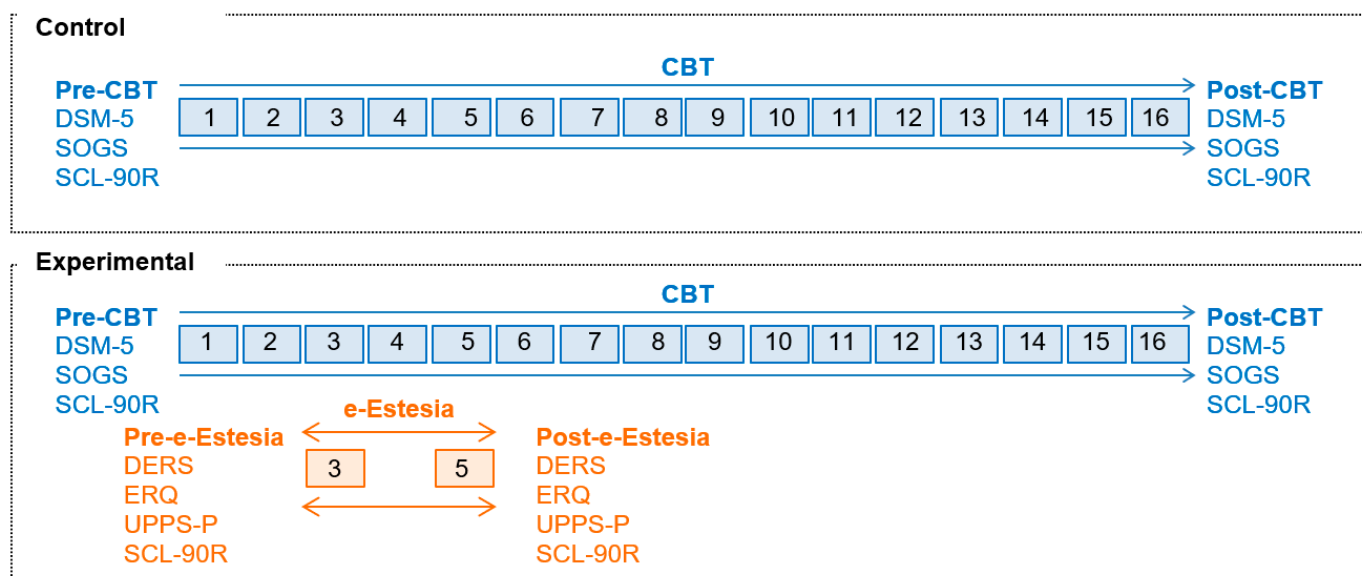 Control
CBT
Pre-CBT
DSM-5
SOGS
SCL-90R
1 2 3 4 5 6 7 8 9 10 11 12 13 14 15 16
Post-CBT
DSM-5
SOGS
SCL-90R
Experimental
CBT
Pre-CBT
DSM-5
SOGS
SCL-90R
1 2 3 4 5 6 7 8 9 10 11 12 13 14 15 16
Post-CBT
DSM-5
SOGS
SCL-90R
e-Estesia
Pre-e-Estesia
DERS
ERQ
UPPS-P
SCL-90R
3 5
Post-e-Estesia
DERS
ERQ
UPPS-P
SCL-90R